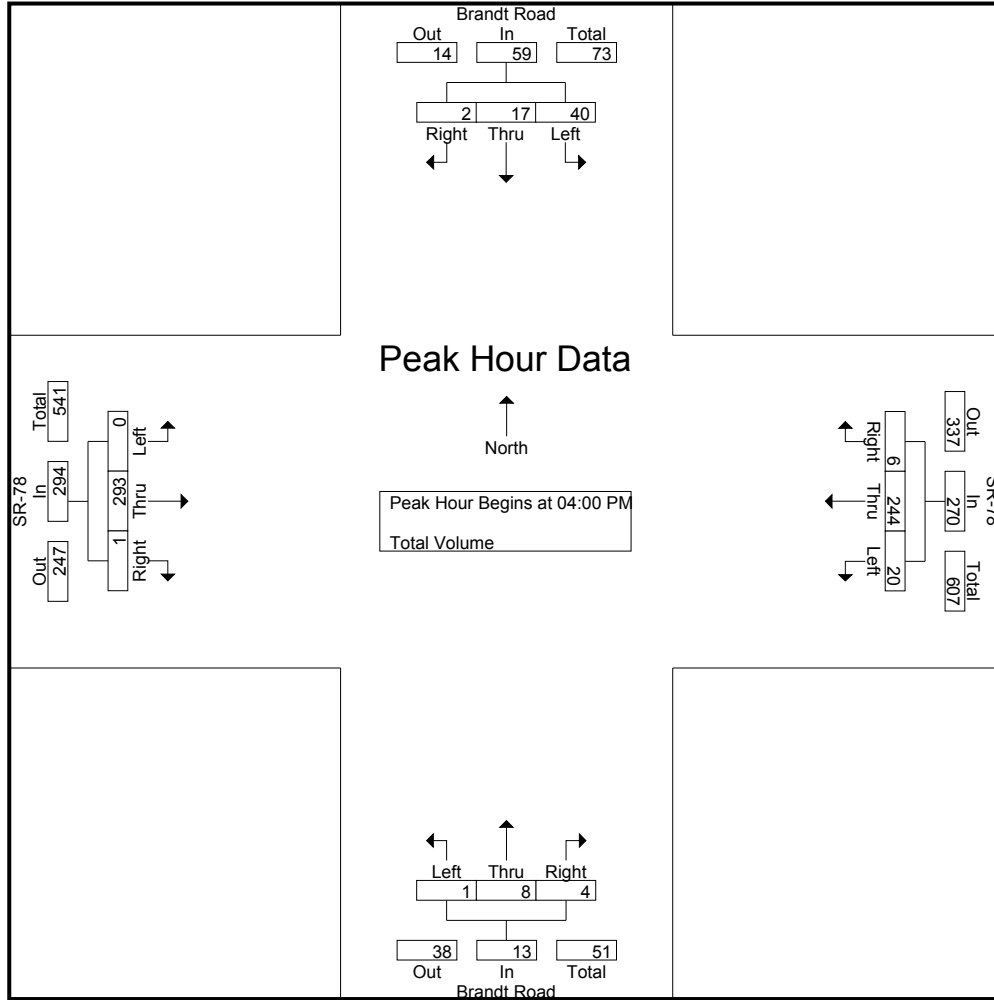 Brandt Road
Out In Total
14 59 73
2 17 40
Right Thru Left
Peak Hour Data
North
Peak Hour Begins at 04:00 PM
Total Volume
SR-78
Total In Out
541 294 247
0 293 1
Left Thru Right
Right Thru Left
6 244 20
Out In Total
337 270 607
SR-78
Left Thru Right
1 8 4
38 13 51
Out In Total
Brandt Road